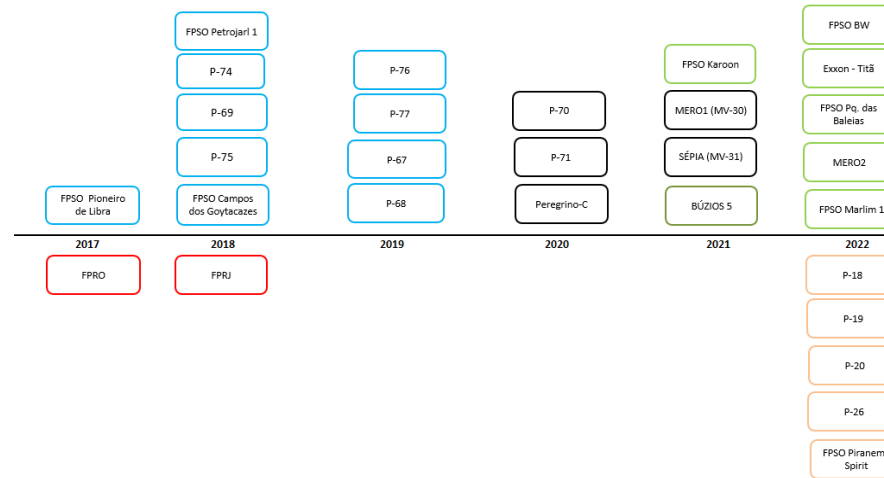 FPSO Petrojarl 1
P-74
P-69
P-75
FPSO Pioneiro
de Libra
FPSO Campos
dos Goytacazes
P-76
P-77
P-67
P-68
P-70
P-71
Peregrino-C
FPSO Karoon
MERO1 (MV-30)
SÉPIA (MV-31)
BÚZIOS 5
FPSO BW
Exxon - Titã
FPSO Pq. das
Baleias
MERO2
FPSO Marlim 1
2017
2018
2019
2020
2021
2022
FPRO
FPRJ
P-18
P-19
P-20
P-26
FPSO Piranem
Spirit